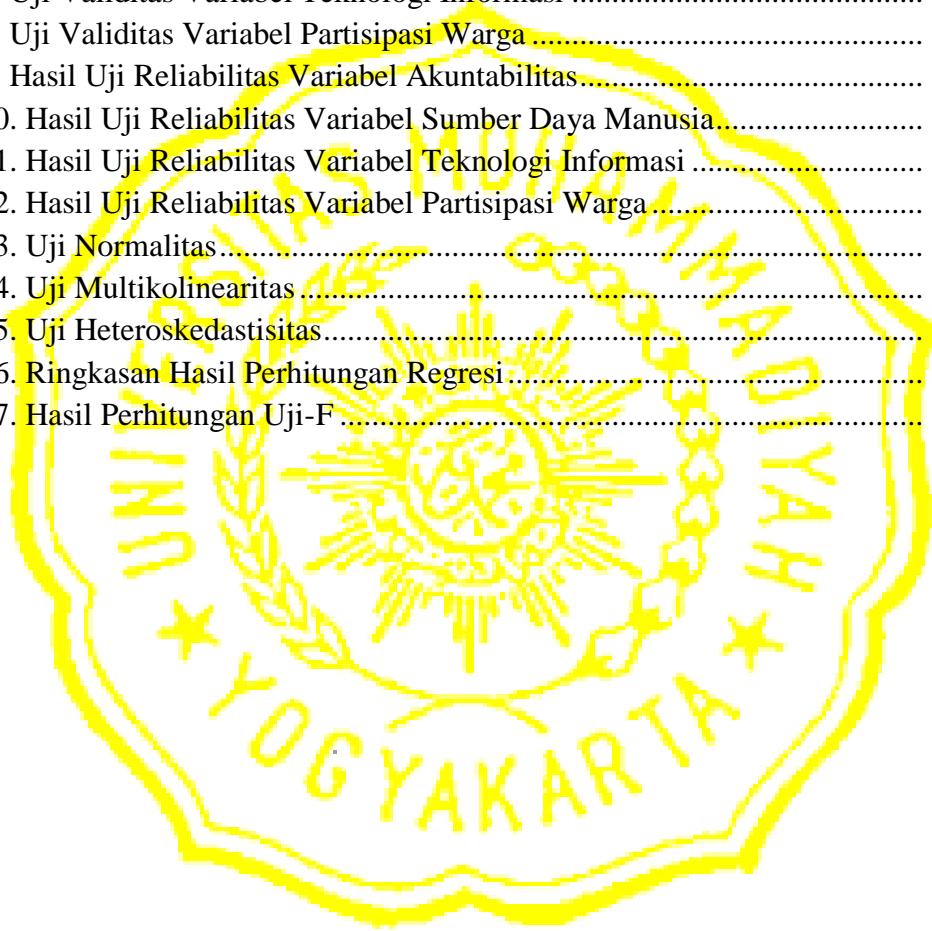 Uji Validitas Variabel Teknologi Informasi
Uji Validitas Variabel Partisipasi Warga ................................................
Hasil Uji Reliabilitas Variabel Akuntabilitas..........................................
0. Hasil Uji Reliabilitas Variabel Sumber Daya Manusia.........................
1. Hasil Uji Reliabilitas Variabel Teknologi Informasi ............................
2. Hasil Uji Reliabilitas Variabel Partisipasi Warga .................................
3. Uji Normalitas.......................................................................................
4. Uji Multikolinearitas .............................................................................
5. Uji Heteroskedastisitas..........................................................................
6. Ringkasan Hasil Perhitungan Regresi ...................................................
7. Hasil Perhitungan Uji-F ........................................................................
UNIVERSITAS MUHAMMADIYAH
YOGYAKARTA